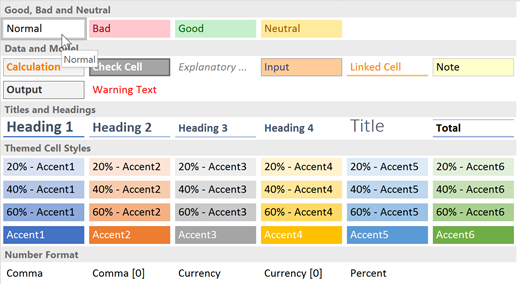 Good, Bad and Neutral
Normal Bad Good Neutral
Data and Model
Calculation Check Cell Explanatory ... Input Linked Cell Note
Normal
Output Warning Text
Titles and Headings
Heading 1 Heading 2 Heading 3 Heading 4 Title Total
Themed Cell Styles
20% - Accent1 20% - Accent2 20% - Accent3 20% - Accent4 20% - Accent5 20% - Accent6
40% - Accent1 40% - Accent2 40% - Accent3 40% - Accent4 40% - Accent5 40% - Accent6
60% - Accent1 60% - Accent2 60% - Accent3 60% - Accent4 60% - Accent5 60% - Accent6
Accent1 Accent2 Accent3 Accent4 Accent5 Accent6
Number Format
Comma Comma [0] Currency Currency [0] Percent